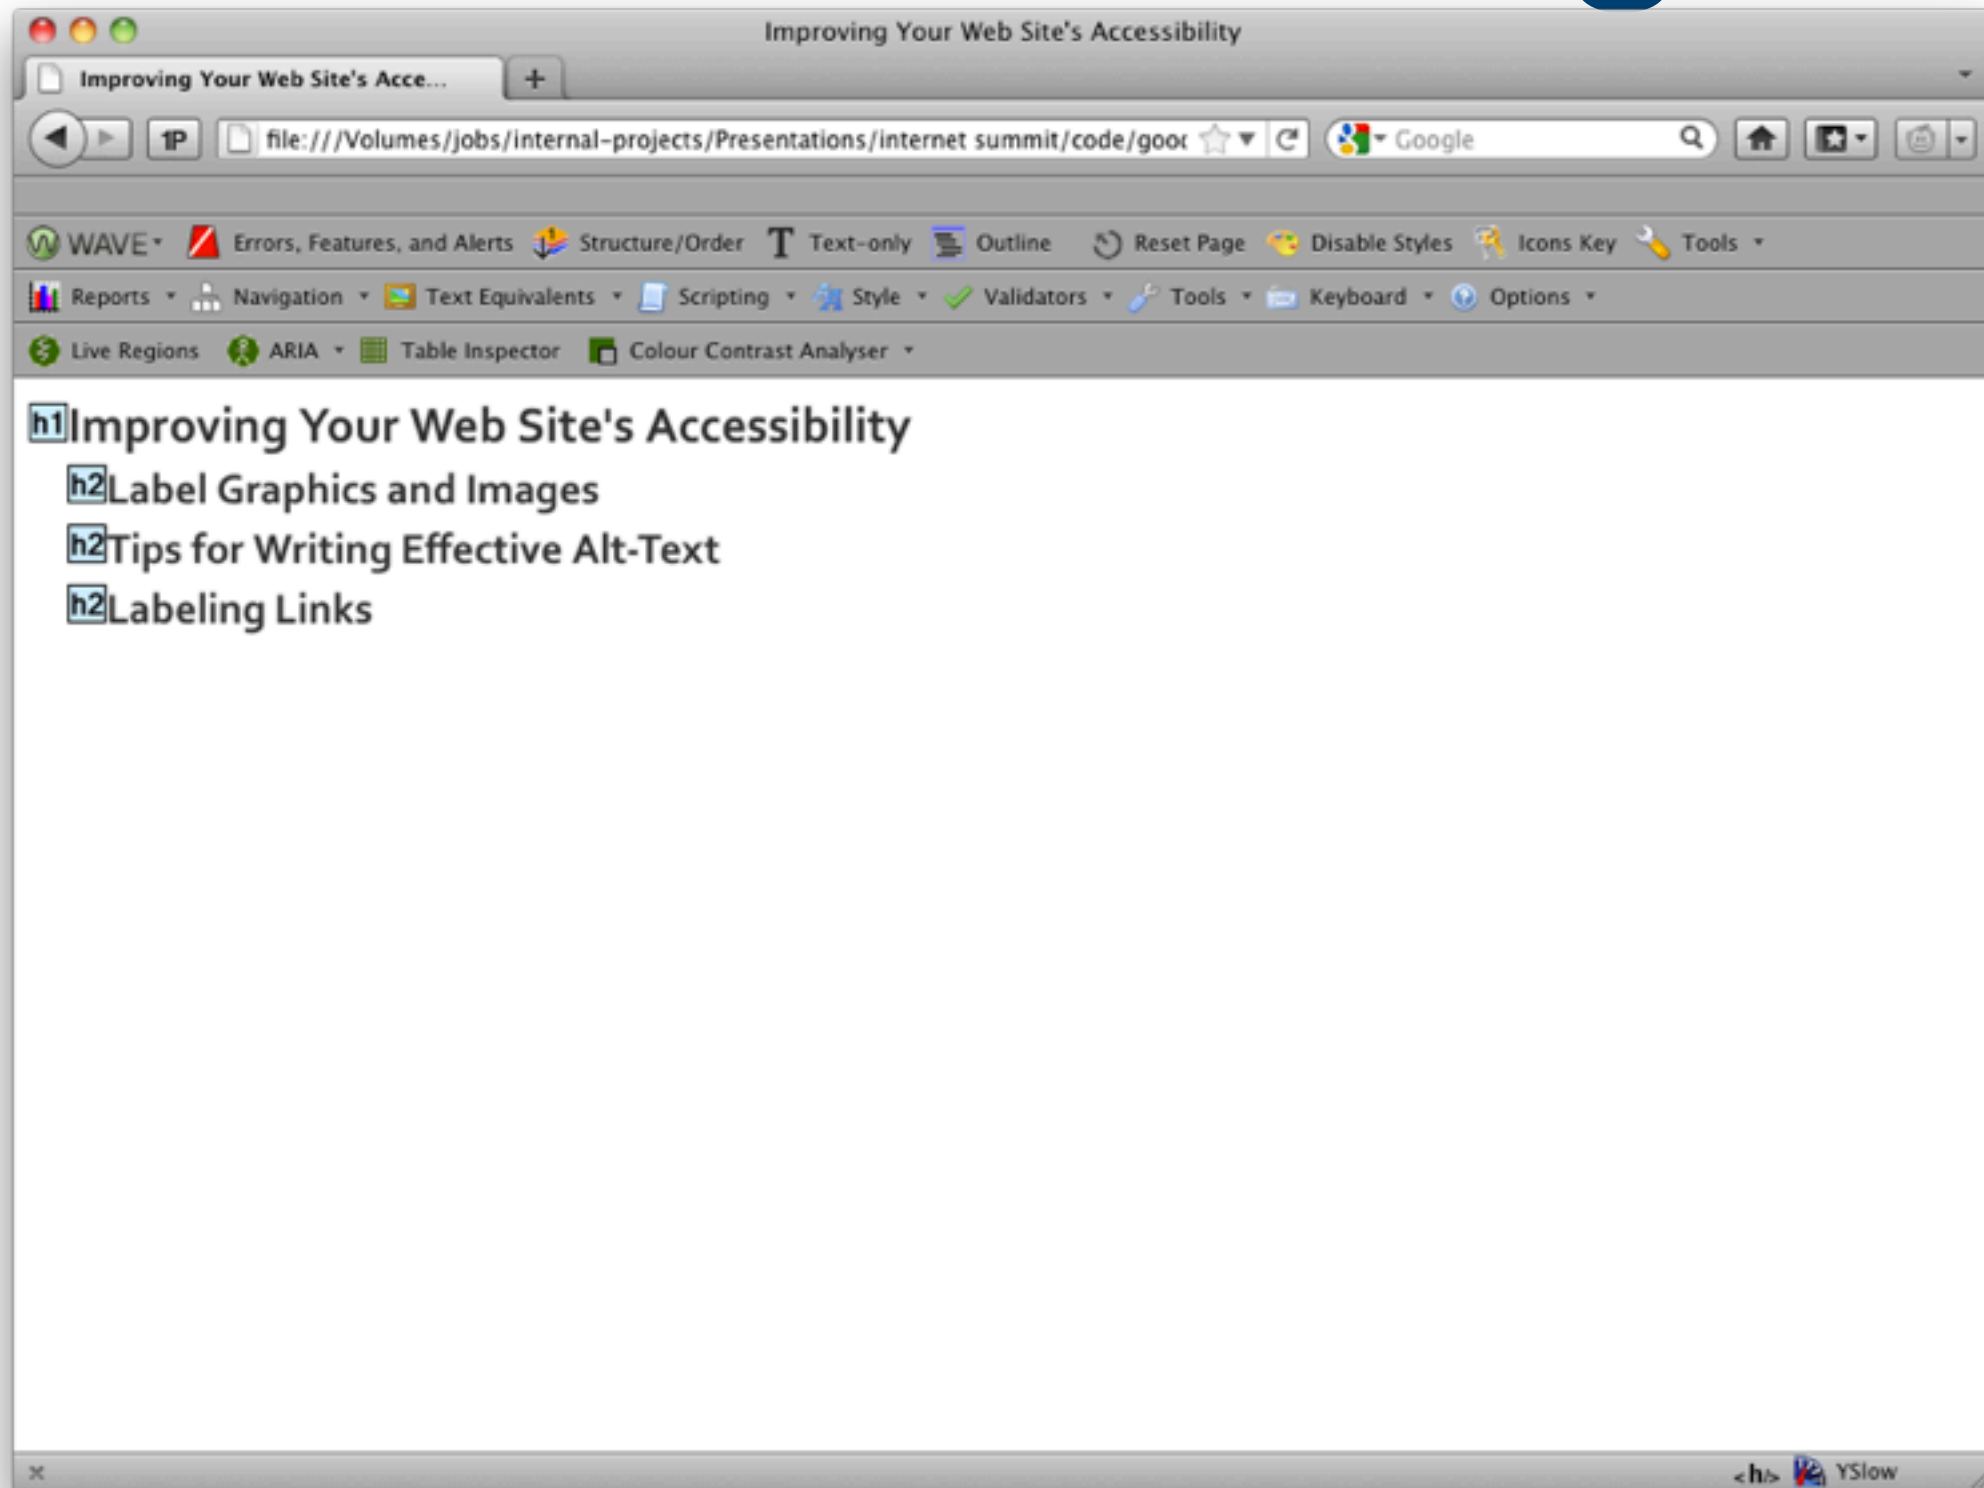 Improving Your Web Site's Accessibility
Improving Your Web Site's Acce...
1P file:///Volumes/jobs/internal-projects/Presentations/internet summit/code/good Google
WAVE Errors, Features, and Alerts Structure/Order Text-only Outline Reset Page Disable Styles Icons Key Tools
Reports Navigation Text Equivalents Scripting Style Validators Tools Keyboard Options
Live Regions ARIA Table Inspector Colour Contrast Analyser
h1 Improving Your Web Site's Accessibility
h2 Label Graphics and Images
h2 Tips for Writing Effective Alt-Text
h2 Labeling Links
<h/> YSlow